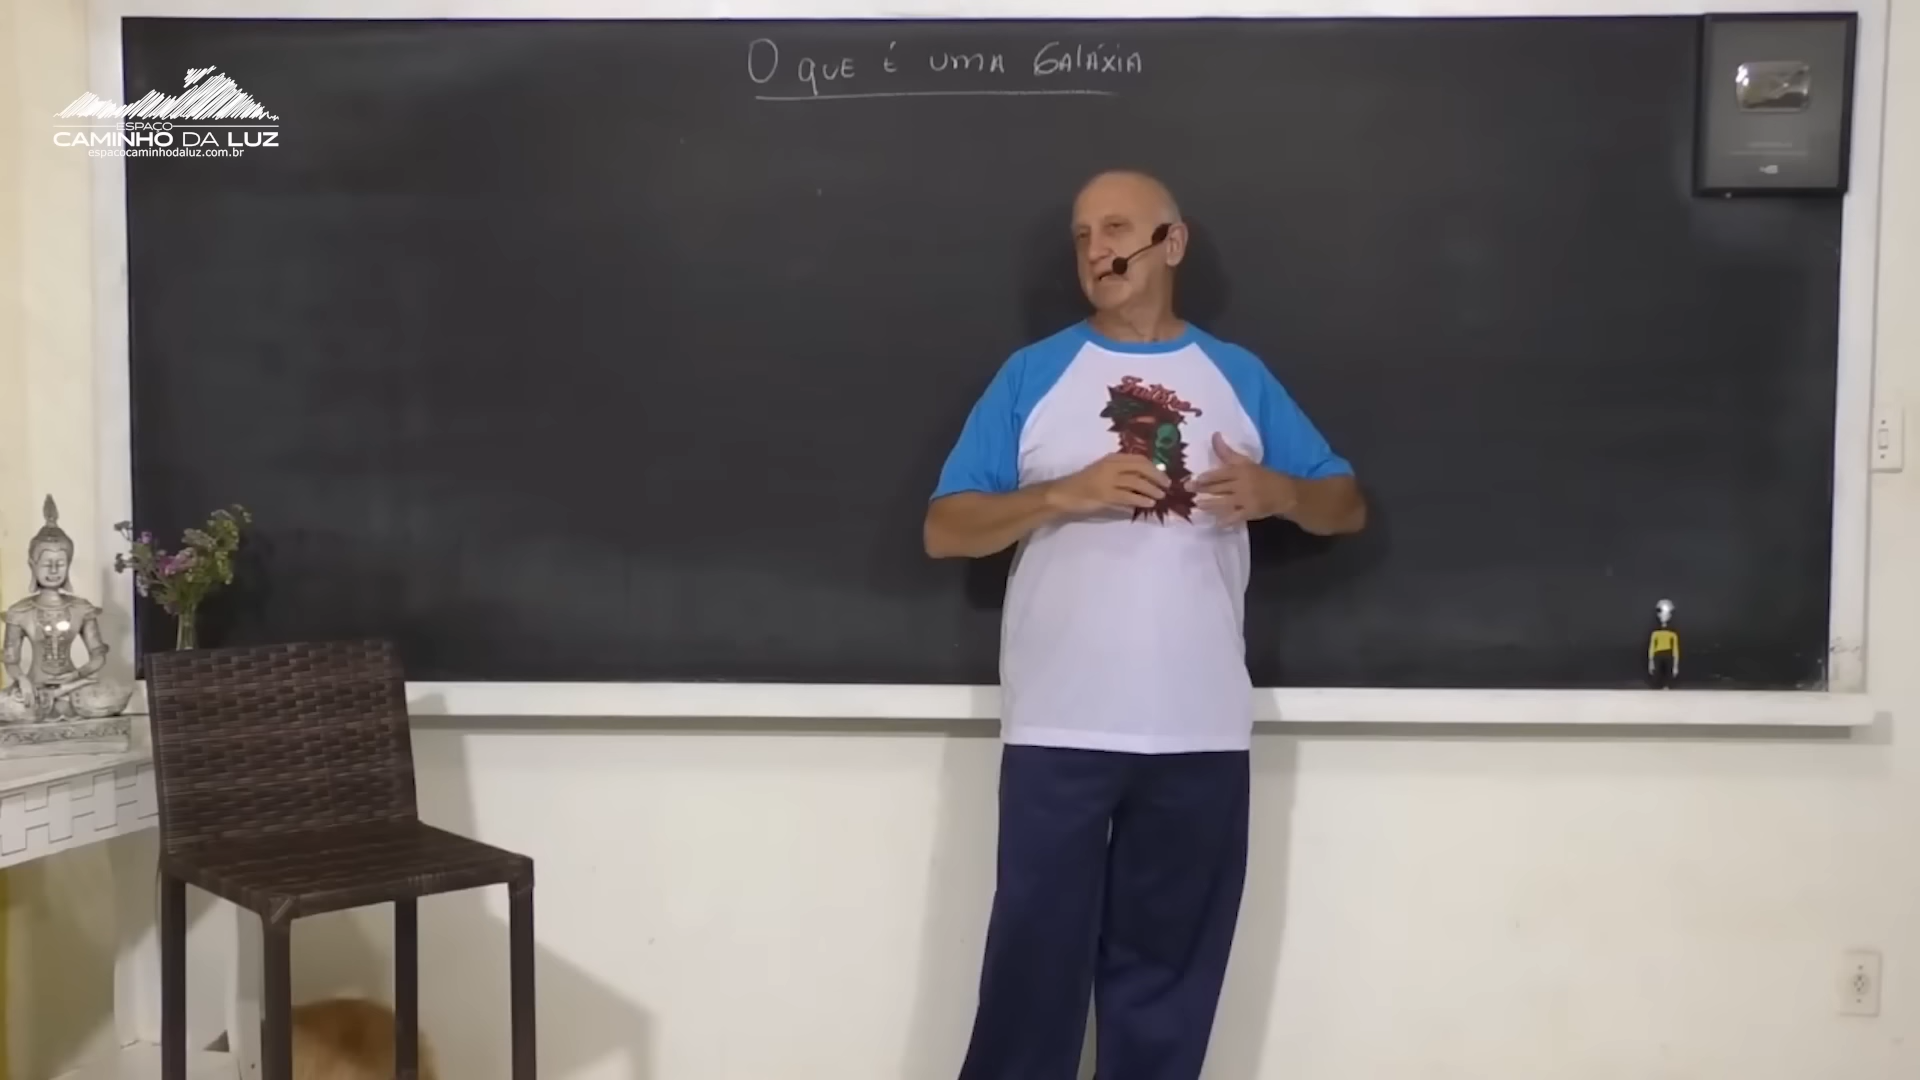 O QUE É UMA GALÁXIA
ESPAÇO
CAMINHO DA LUZ
espacocaminhodaluz.com.br